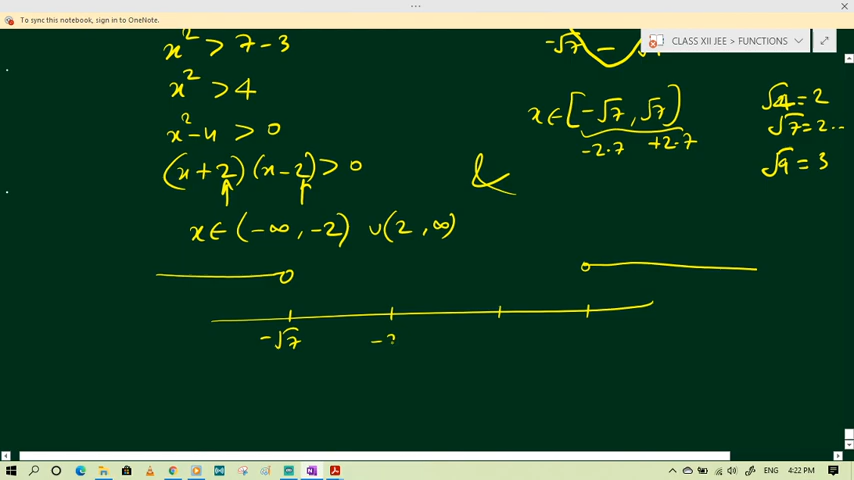 To sync this notebook, sign in to OneNote.
CLASS XII JEE > FUNCTIONS
x² > 7 - 3
x² > 4
x² - 4 > 0
(x + 2)(x - 2) > 0
x ∈ (-∞, -2) ∪ (2, ∞)
-√7
x ∈ [-√7, √7]
-2.7 +2.7
&
√4 = 2
√7 = 2...
√9 = 3
-√7
ENG 4:22 PM